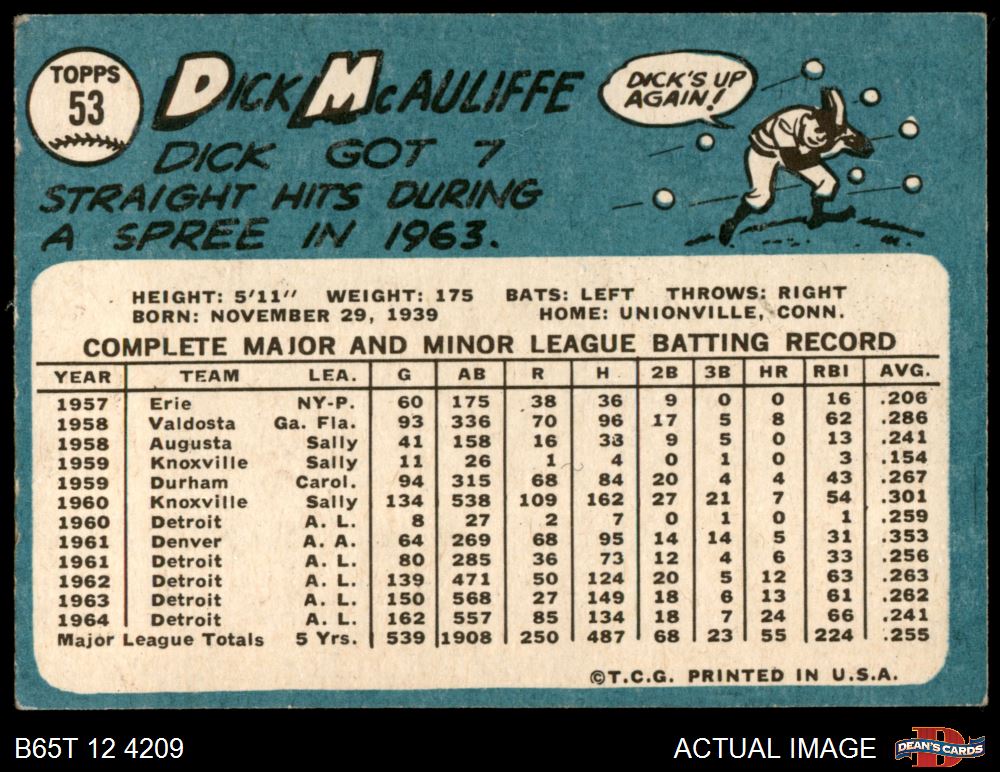 TOPPS
53
DICK McAULIFFE
DICK'S UP
AGAIN!
DICK GOT 7
STRAIGHT HITS DURING
A SPREE IN 1963.
HEIGHT: 5'11" WEIGHT: 175 BATS: LEFT THROWS: RIGHT
BORN: NOVEMBER 29, 1939 HOME: UNIONVILLE, CONN.
COMPLETE MAJOR AND MINOR LEAGUE BATTING RECORD
YEAR TEAM LEA. G AB R H 2B 3B HR RBI AVG.
1957 Erie NY-P. 60 175 38 36 9 0 0 16 .206
1958 Valdosta Ga. Fla. 93 336 70 96 17 5 8 62 .286
1958 Augusta Sally 41 158 16 38 9 5 0 13 .241
1959 Knoxville Sally 11 26 1 4 0 1 0 3 .154
1959 Durham Carol. 94 315 68 84 20 4 4 43 .267
1960 Knoxville Sally 134 538 109 162 27 21 7 54 .301
1960 Detroit A. L. 8 27 2 7 0 1 0 1 .259
1961 Denver A. A. 64 269 68 95 14 14 5 31 .353
1961 Detroit A. L. 80 285 36 73 12 4 6 33 .256
1962 Detroit A. L. 139 471 50 124 20 5 12 63 .263
1963 Detroit A. L. 150 568 27 149 18 6 13 61 .262
1964 Detroit A. L. 162 557 85 134 18 7 24 66 .241
Major League Totals 5 Yrs. 539 1908 250 487 68 23 55 224 .255
©T.C.G. PRINTED IN U.S.A.
B65T 12 4209 ACTUAL IMAGE
D
DEAN'S CARDS